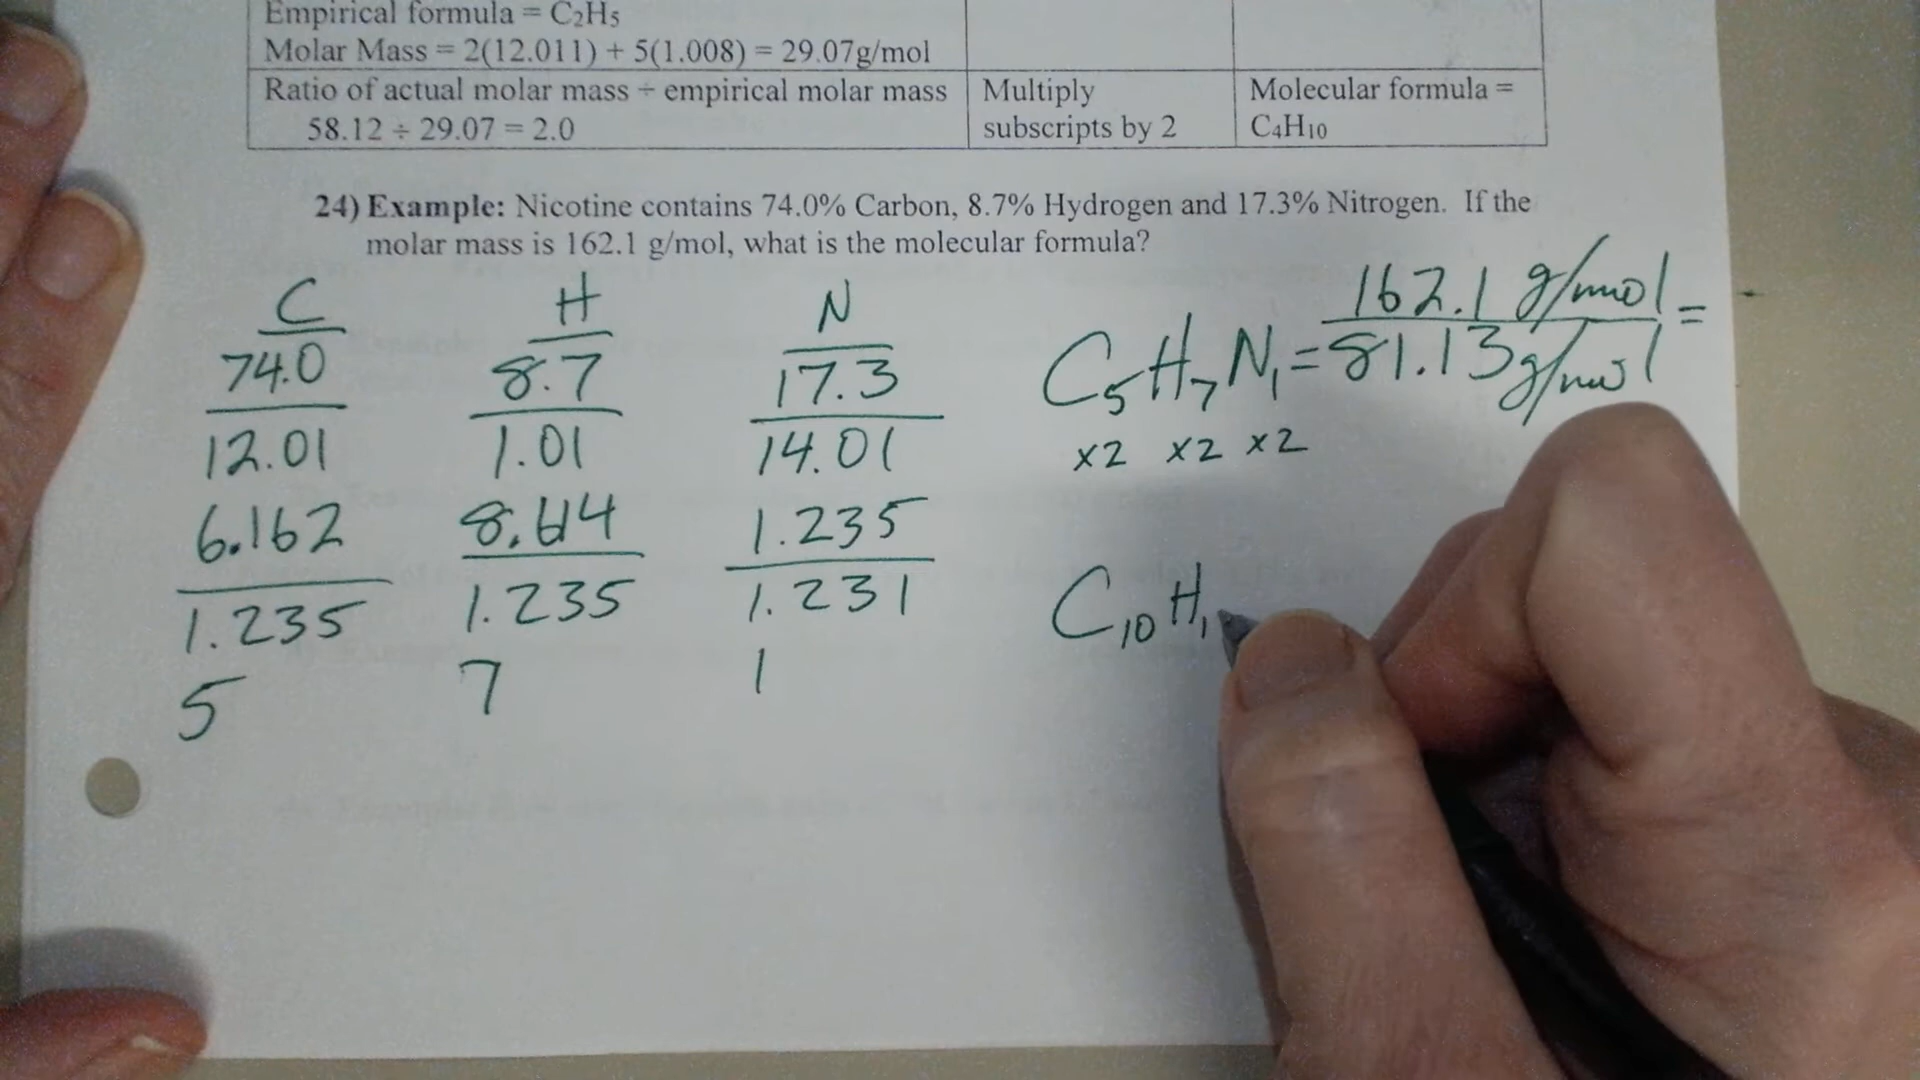 Empirical formula = C₂H₅
Molar Mass = 2(12.011) + 5(1.008) = 29.07g/mol
Ratio of actual molar mass ÷ empirical molar mass
58.12 ÷ 29.07 = 2.0
Multiply
subscripts by 2
Molecular formula =
C₄H₁₀
24) Example: Nicotine contains 74.0% Carbon, 8.7% Hydrogen and 17.3% Nitrogen. If the
molar mass is 162.1 g/mol, what is the molecular formula?
C
74.0
12.01
6.162
1.235
5
H
8.7
1.01
8.614
1.235
7
N
17.3
14.01
1.235
1.231
1
162.1 g/mol =
C₅H₇N₁ = 81.13g/mol
x2 x2 x2
C₁₀H₁